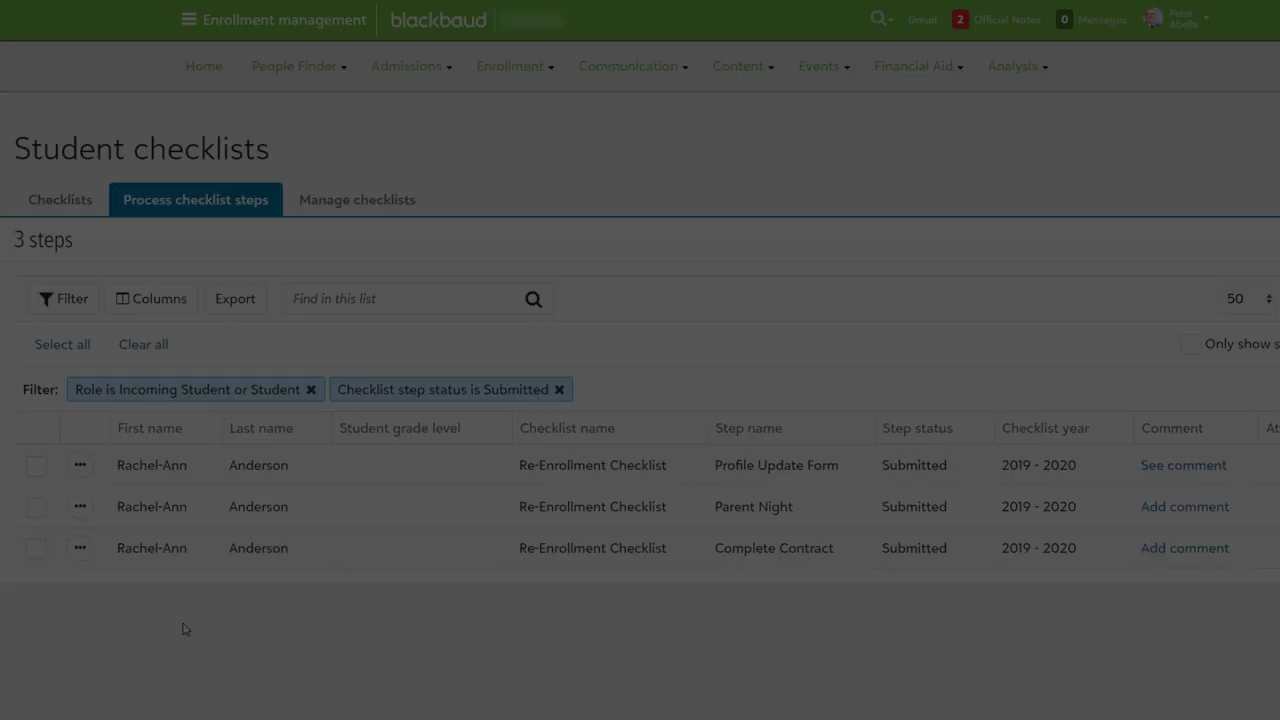 Enrollment management blackbaud Gmail 2 Official Notes 0 Messages Peter
Home People Finder Admissions Enrollment Communication Content Events Financial Aid Analysis
Student checklists
Checklists Process checklist steps Manage checklists
3 steps
Filter Columns Export Find in this list 50
Select all Clear all Only show s
Filter: Role is Incoming Student or Student Checklist step status is Submitted
First name Last name Student grade level Checklist name Step name Step status Checklist year Comment At
Rachel-Ann Anderson Re-Enrollment Checklist Profile Update Form Submitted 2019 - 2020 See comment
Rachel-Ann Anderson Re-Enrollment Checklist Parent Night Submitted 2019 - 2020 Add comment
Rachel-Ann Anderson Re-Enrollment Checklist Complete Contract Submitted 2019 - 2020 Add comment